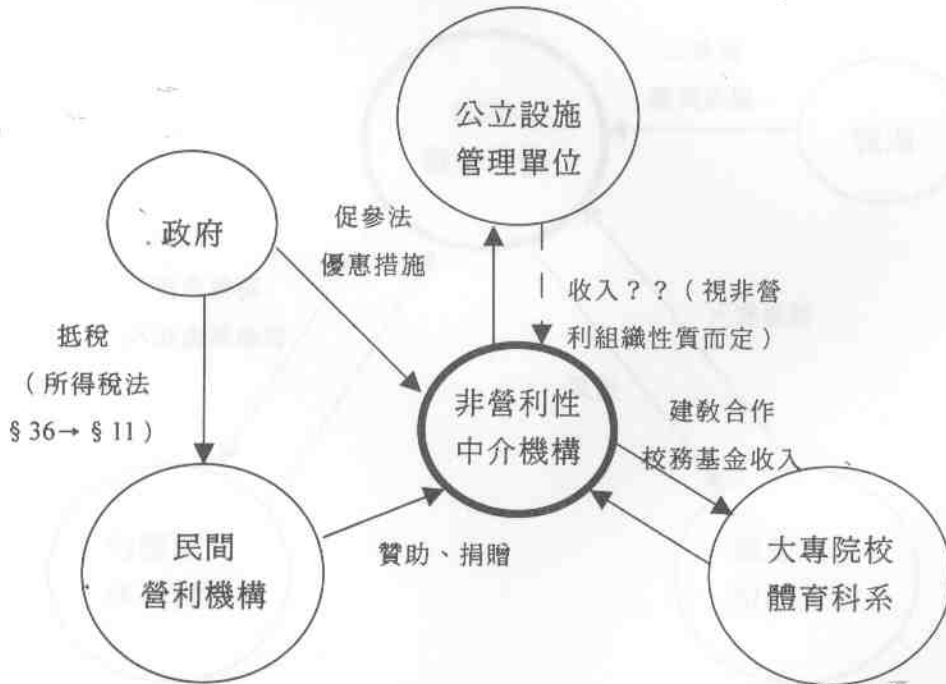 公立設施
管理單位
政府
促參法
優惠措施
收入？？（視非營
利組織性質而定）
抵稅
（所得稅法
§36→§11）
非營利性
中介機構
建教合作
校務基金收入
民間
營利機構
贊助、捐贈
大專院校
體育科系